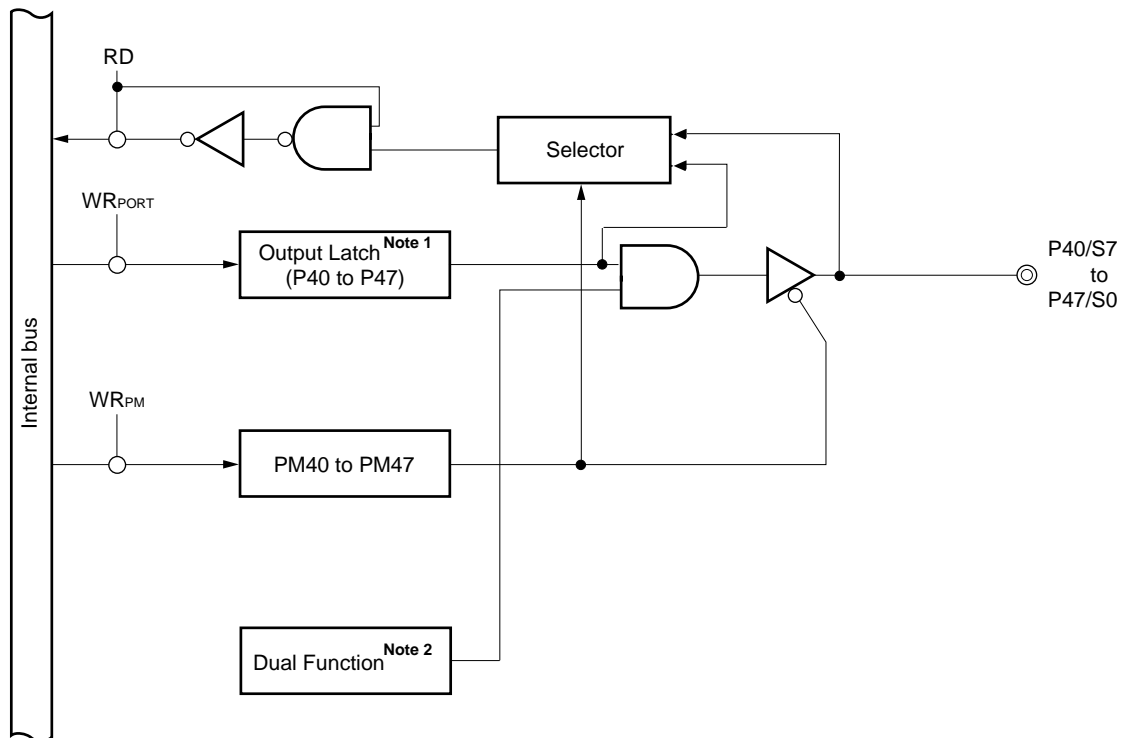 RD
Selector
WRPORT
Output Latch Note 1
(P40 to P47)
P40/S7
to
P47/S0
Internal bus
WRPM
PM40 to PM47
Dual Function Note 2